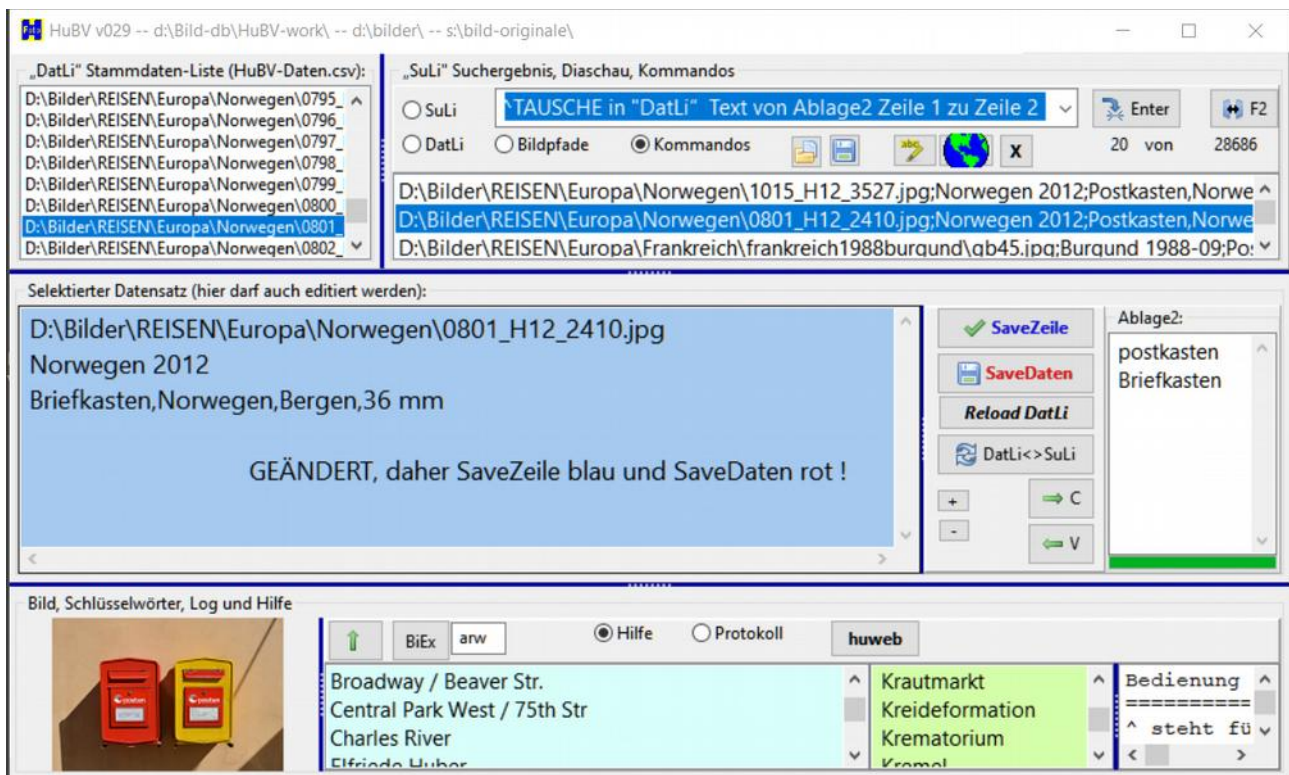 HuBV v029 -- d:\Bild-db\HuBV-work\ -- d:\bilder\ -- s:\bild-originale\
„DatLi" Stammdaten-Liste (HuBV-Daten.csv):
D:\Bilder\REISEN\Europa\Norwegen\0795_
D:\Bilder\REISEN\Europa\Norwegen\0796_
D:\Bilder\REISEN\Europa\Norwegen\0797_
D:\Bilder\REISEN\Europa\Norwegen\0798_
D:\Bilder\REISEN\Europa\Norwegen\0799_
D:\Bilder\REISEN\Europa\Norwegen\0800_
D:\Bilder\REISEN\Europa\Norwegen\0801_
D:\Bilder\REISEN\Europa\Norwegen\0802_
„SuLi" Suchergebnis, Diaschau, Kommandos
SuLi
^TAUSCHE in "DatLi" Text von Ablage2 Zeile 1 zu Zeile 2
Enter
F2
DatLi
Bildpfade
Kommandos
abc
X
20 von 28686
D:\Bilder\REISEN\Europa\Norwegen\1015_H12_3527.jpg;Norwegen 2012;Postkasten,Norwe
D:\Bilder\REISEN\Europa\Norwegen\0801_H12_2410.jpg;Norwegen 2012;Postkasten,Norwe
D:\Bilder\REISEN\Europa\Frankreich\frankreich1988burgund\gb45.jpg;Burgund 1988-09;Po
Selektierter Datensatz (hier darf auch editiert werden):
D:\Bilder\REISEN\Europa\Norwegen\0801_H12_2410.jpg
Norwegen 2012
Briefkasten,Norwegen,Bergen,36 mm
GEÄNDERT, daher SaveZeile blau und SaveDaten rot !
SaveZeile
SaveDaten
Reload DatLi
DatLi<>SuLi
+
C
-
V
Ablage2:
postkasten
Briefkasten
Bild, Schlüsselwörter, Log und Hilfe
posten
posten
BiEx
arw
Hilfe
Protokoll
huweb
Broadway / Beaver Str.
Central Park West / 75th Str
Charles River
Elfriede Huber
Krautmarkt
Kreideformation
Krematorium
Kremel
Bedienung
==========
^ steht fü